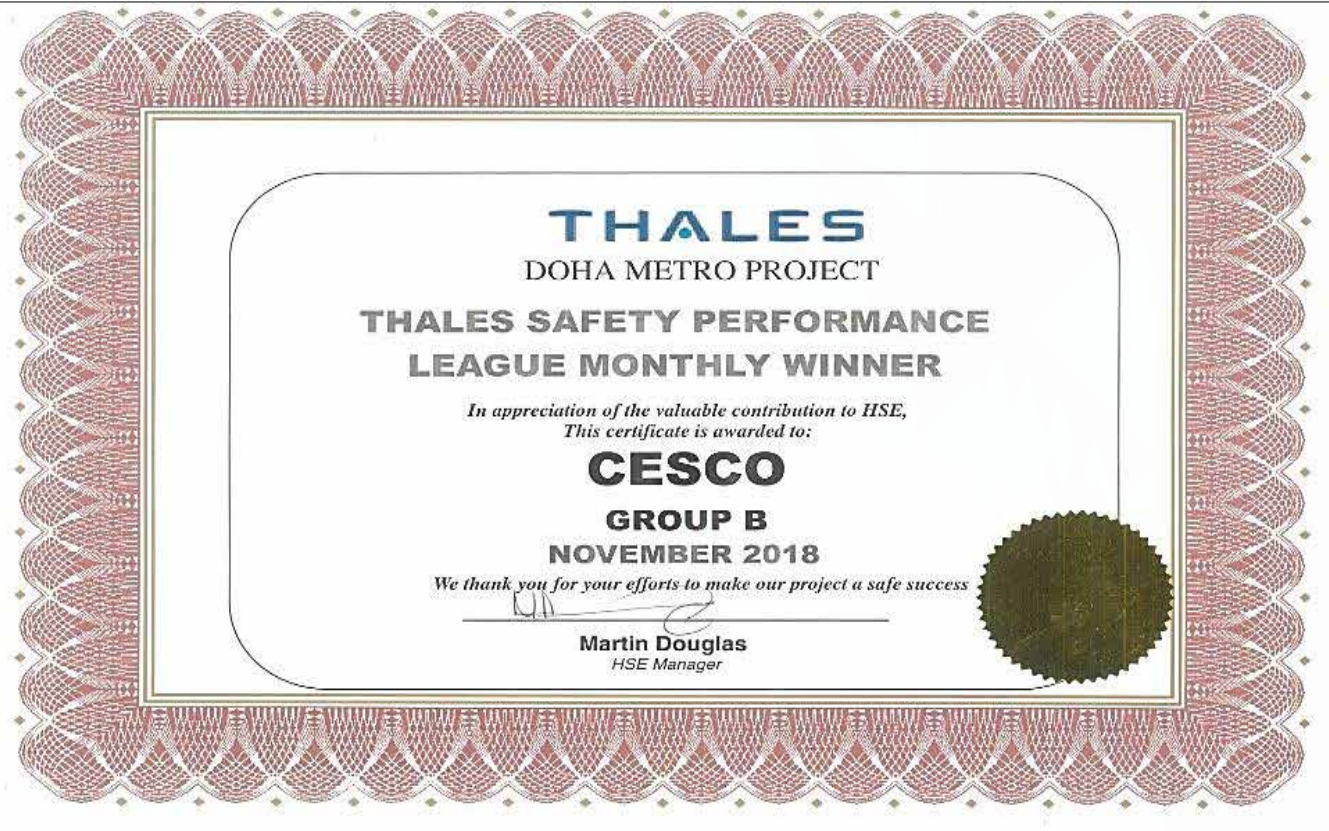 THALES
DOHA METRO PROJECT
THALES SAFETY PERFORMANCE
LEAGUE MONTHLY WINNER
In appreciation of the valuable contribution to HSE,
This certificate is awarded to:
CESCO
GROUP B
NOVEMBER 2018
We thank you for your efforts to make our project a safe success
Martin Douglas
HSE Manager